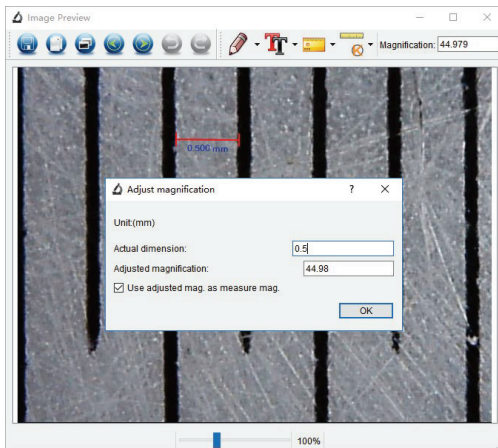 Image Preview
Magnification: 44.979
0.500 mm
Adjust magnification
Unit:(mm)
Actual dimension: 0.5
Adjusted magnification: 44.98
Use adjusted mag. as measure mag.
OK
100%